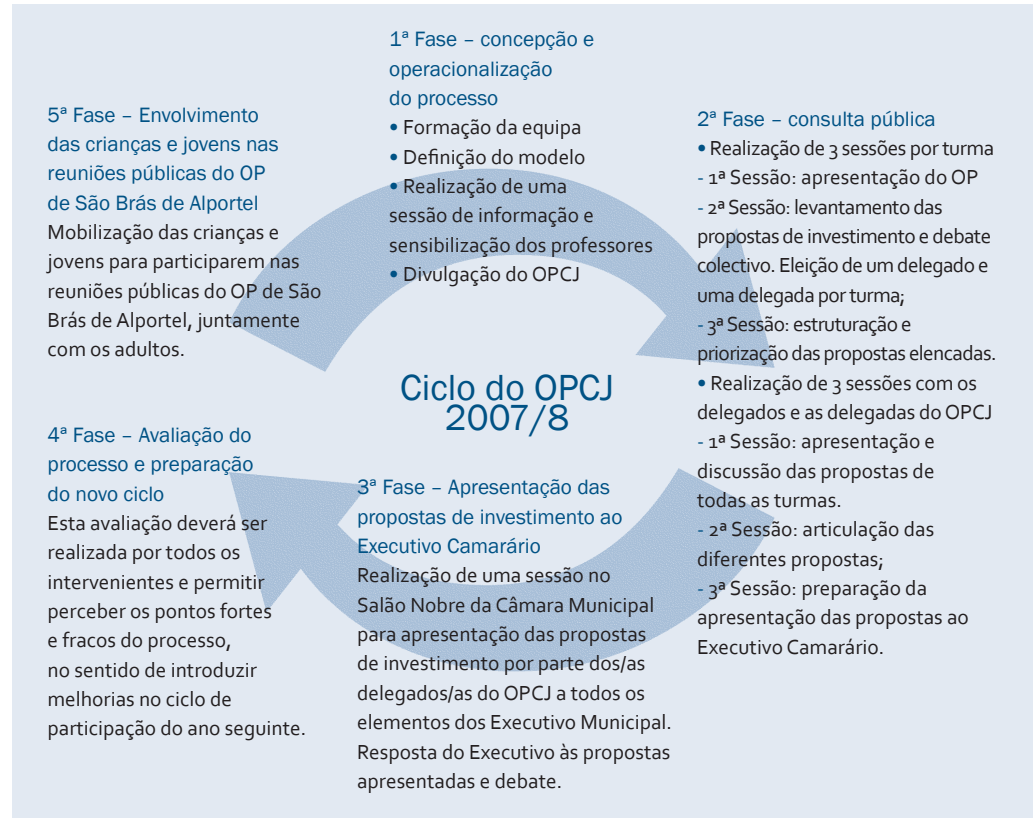 1ª Fase – concepção e
operacionalização
do processo
• Formação da equipa
• Definição do modelo
• Realização de uma
sessão de informação e
sensibilização dos professores
• Divulgação do OPCJ
2ª Fase – consulta pública
• Realização de 3 sessões por turma
- 1ª Sessão: apresentação do OP
- 2ª Sessão: levantamento das
propostas de investimento e debate
colectivo. Eleição de um delegado e
uma delegada por turma;
- 3ª Sessão: estruturação e
priorização das propostas elencadas.
• Realização de 3 sessões com os
delegados e as delegadas do OPCJ
- 1ª Sessão: apresentação e
discussão das propostas de
todas as turmas.
- 2ª Sessão: articulação das
diferentes propostas;
- 3ª Sessão: preparação da
apresentação das propostas ao
Executivo Camarário.
3ª Fase – Apresentação das
propostas de investimento ao
Executivo Camarário
Realização de uma sessão no
Salão Nobre da Câmara Municipal
para apresentação das propostas
de investimento por parte dos/as
delegados/as do OPCJ a todos os
elementos dos Executivo Municipal.
Resposta do Executivo às propostas
apresentadas e debate.
4ª Fase – Avaliação do
processo e preparação
do novo ciclo
Esta avaliação deverá ser
realizada por todos os
intervenientes e permitir
perceber os pontos fortes
e fracos do processo,
no sentido de introduzir
melhorias no ciclo de
participação do ano seguinte.
5ª Fase – Envolvimento
das crianças e jovens nas
reuniões públicas do OP
de São Brás de Alportel
Mobilização das crianças e
jovens para participarem nas
reuniões públicas do OP de São
Brás de Alportel, juntamente
com os adultos.
Ciclo do OPCJ
2007/8